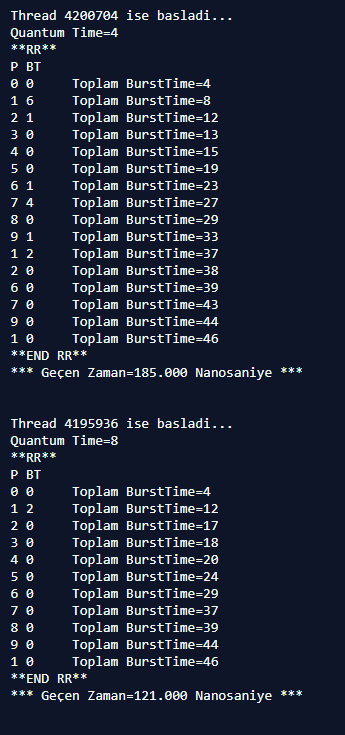 Thread 4200704 ise basladi...
Quantum Time=4
**RR**
P BT
0 0     Toplam BurstTime=4
1 6     Toplam BurstTime=8
2 1     Toplam BurstTime=12
3 0     Toplam BurstTime=13
4 0     Toplam BurstTime=15
5 0     Toplam BurstTime=19
6 1     Toplam BurstTime=23
7 4     Toplam BurstTime=27
8 0     Toplam BurstTime=29
9 1     Toplam BurstTime=33
1 2     Toplam BurstTime=37
2 0     Toplam BurstTime=38
6 0     Toplam BurstTime=39
7 0     Toplam BurstTime=43
9 0     Toplam BurstTime=44
1 0     Toplam BurstTime=46
**END RR**
*** Geçen Zaman=185.000 Nanosaniye ***
Thread 4195936 ise basladi...
Quantum Time=8
**RR**
P BT
0 0     Toplam BurstTime=4
1 2     Toplam BurstTime=12
2 0     Toplam BurstTime=17
3 0     Toplam BurstTime=18
4 0     Toplam BurstTime=20
5 0     Toplam BurstTime=24
6 0     Toplam BurstTime=29
7 0     Toplam BurstTime=37
8 0     Toplam BurstTime=39
9 0     Toplam BurstTime=44
1 0     Toplam BurstTime=46
**END RR**
*** Geçen Zaman=121.000 Nanosaniye ***